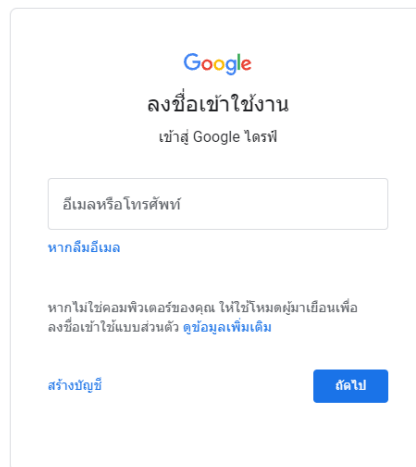 Google
ลงชื่อเข้าใช้งาน
เข้าสู่ Google ไดรฟ์
อีเมลหรือโทรศัพท์
หากลืมอีเมล
หากไม่ใช่คอมพิวเตอร์ของคุณ ให้ใช้โหมดผู้มาเยือนเพื่อ
ลงชื่อเข้าใช้แบบส่วนตัว ดูข้อมูลเพิ่มเติม
สร้างบัญชี
ถัดไป